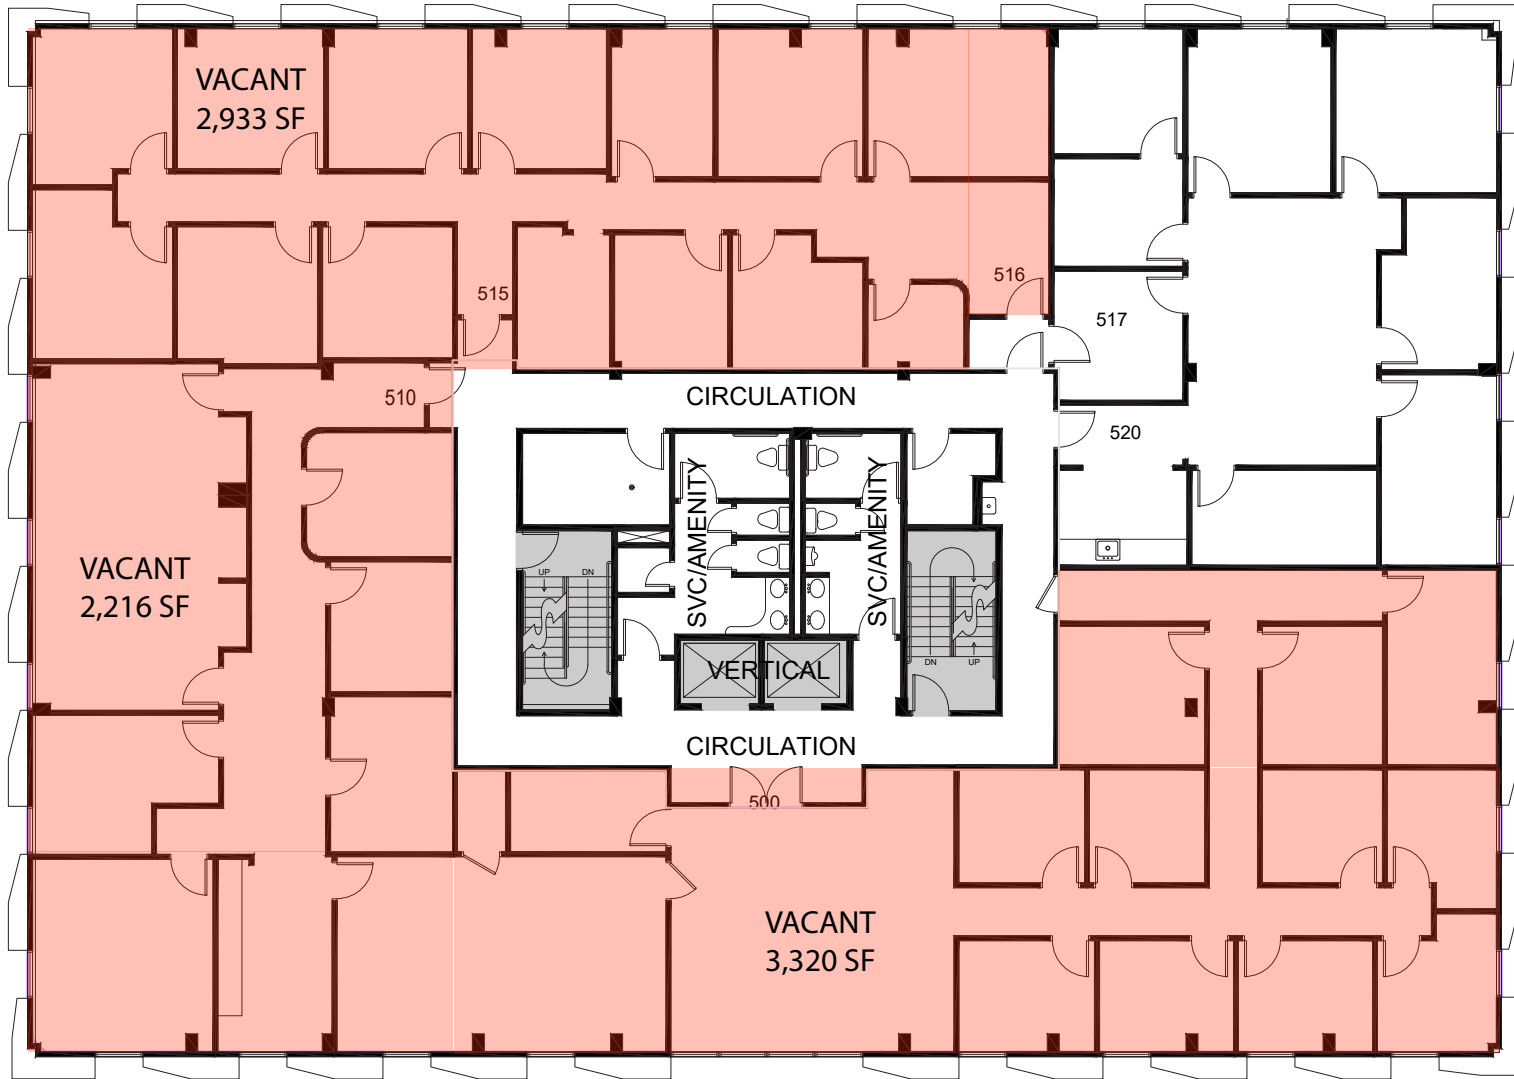 VACANT
2,933 SF
515
516
517
510
CIRCULATION
520
SVC/AMENITY
SVC/AMENITY
VACANT
2,216 SF
UP
DN
DN
UP
VERTICAL
CIRCULATION
500
VACANT
3,320 SF